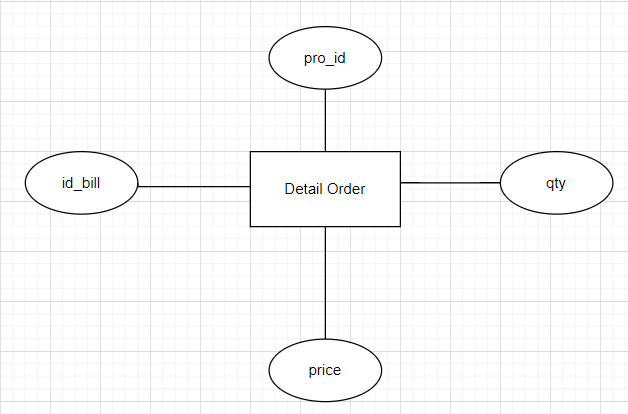 pro_id
id_bill
Detail Order
qty
price